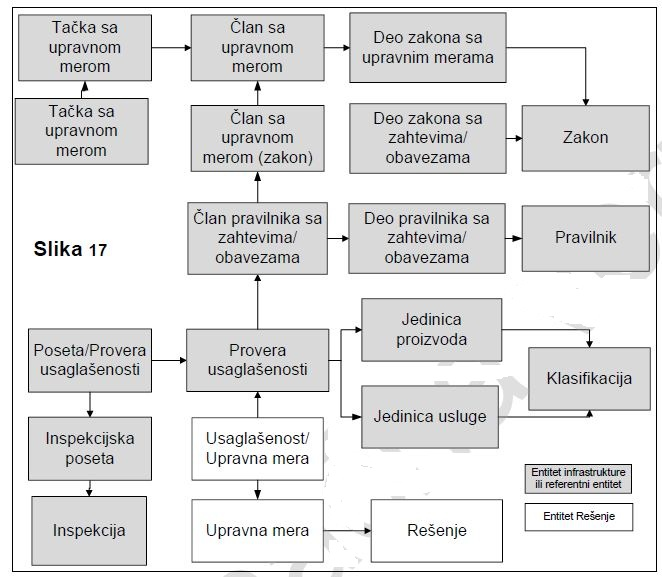 Tačka sa
upravnom
merom
Član sa
upravnom
merom
Deo zakona sa
upravnim merama
Tačka sa
upravnom
merom
Član sa
upravnom
merom (zakon)
Deo zakona sa
zahtevima/
obavezama
Zakon
Slika 17
Član pravilnika sa
zahtevima/
obavezama
Deo pravilnika sa
zahtevima/
obavezama
Pravilnik
Poseta/Provera
usaglašenosti
Provera
usaglašenosti
Jedinica
proizvoda
Klasifikacija
Jedinica usluge
Inspekcijska
poseta
Usaglašenost/
Upravna mera
Inspekcija
Upravna mera
Rešenje
Entitet infrastrukture
ili referentni entitet
Entitet Rešenje